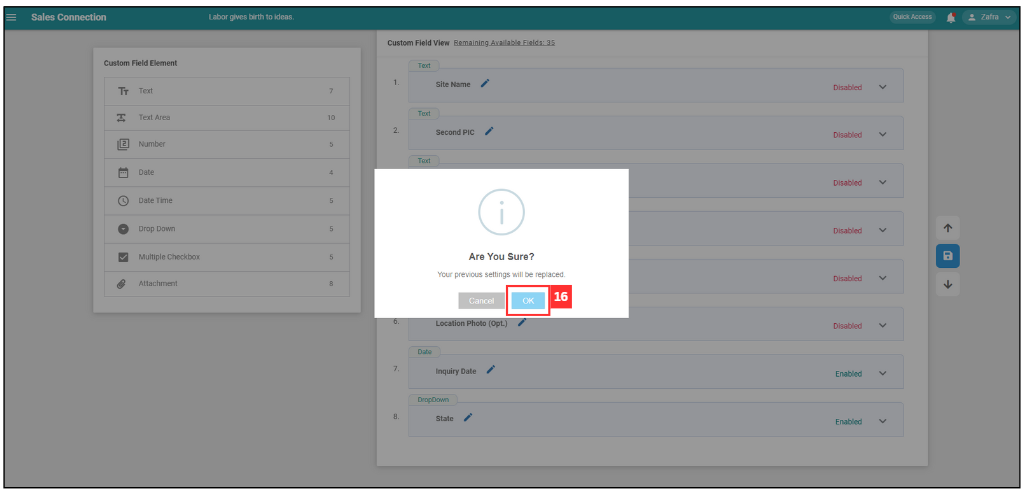 Sales Connection
Labor gives birth to ideas.
Quick Access
Zafra
Custom Field Element
Text 7
Text Area 10
Number 5
Date 4
Date Time 5
Drop Down 5
Multiple Checkbox 5
Attachment 8
Custom Field View Remaining Available Fields: 35
Text
1. Site Name Disabled
Text
2. Second PIC Disabled
Text
Disabled
Disabled
Disabled
Are You Sure?
Your previous settings will be replaced.
Cancel OK 16
6. Location Photo (Opt.) Disabled
Date
7. Inquiry Date Enabled
DropDown
8. State Enabled